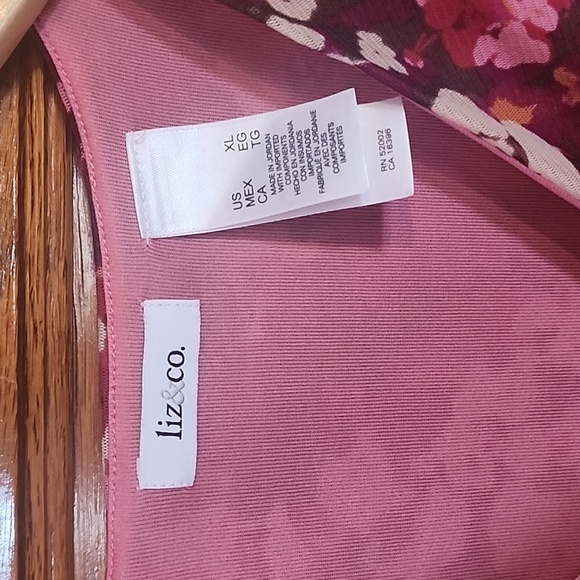 US XL
MEX EG
CA TG
MADE IN JORDAN
WITH IMPORTED
COMPONENTS
HECHO EN JORDANIA
CON INSUMOS
IMPORTADOS
FABRIQUÉ EN JORDANIE
AVEC DES
COMPOSANTS
IMPORTÉS
RN 52002
CA 16396
liz&co.